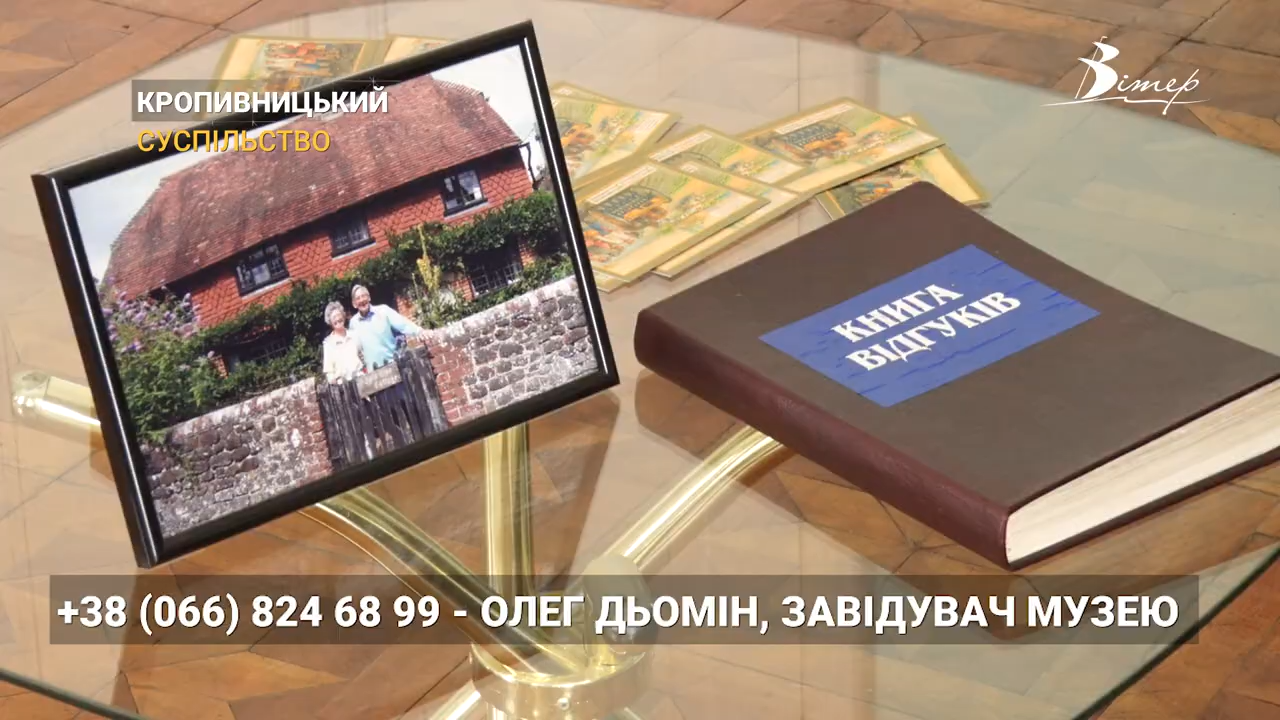 КРОПИВНИЦЬКИЙ
СУСПІЛЬСТВО
Вітер
КНИГА
ВІДГУКІВ
+38 (066) 824 68 99 - ОЛЕГ ДЬОМІН, ЗАВІДУВАЧ МУЗЕЮ